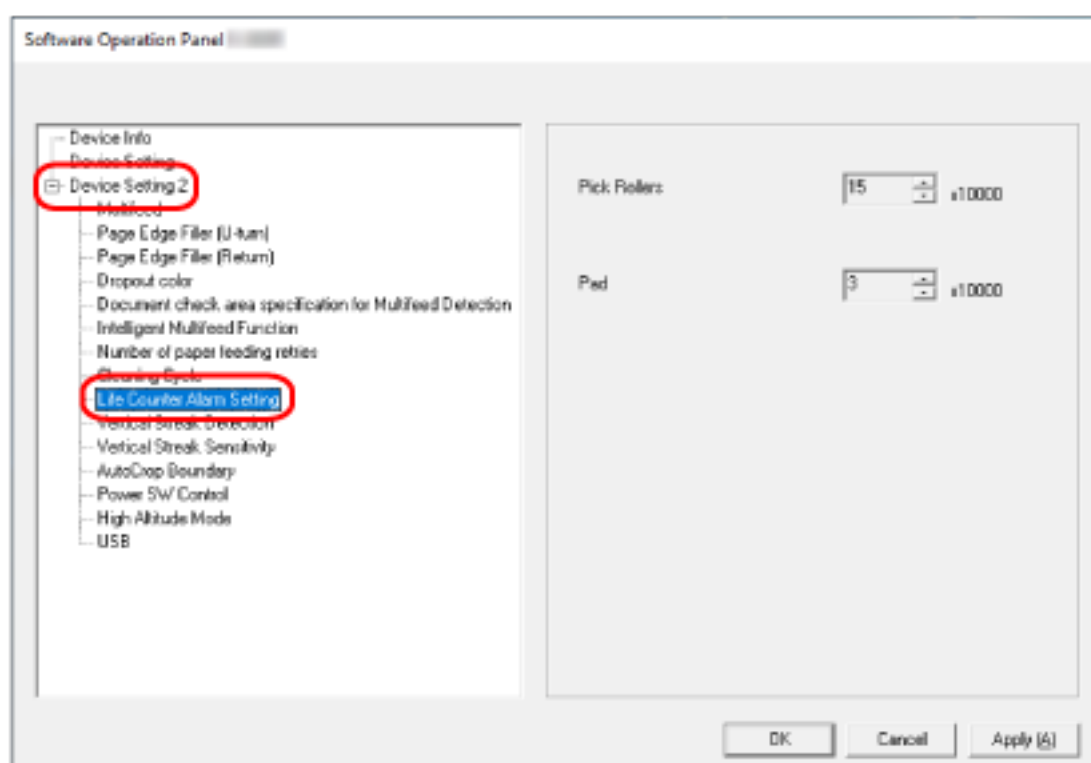 Software Operation Panel
Device Info
Device Setting
Device Setting 2
Multifeed
Page Edge Filler (U-turn)
Page Edge Filler (Return)
Dropout color
Document check area specification for Multifeed Detection
Intelligent Multifeed Function
Number of paper feeding retries
Cleaning Cycle
Life Counter Alarm Setting
Vertical Streak Detection
Vertical Streak Sensitivity
AutoCrop Boundary
Power SW Control
High Altitude Mode
USB
Pick Rollers 15 x10000
Pad 3 x10000
OK Cancel Apply (A)